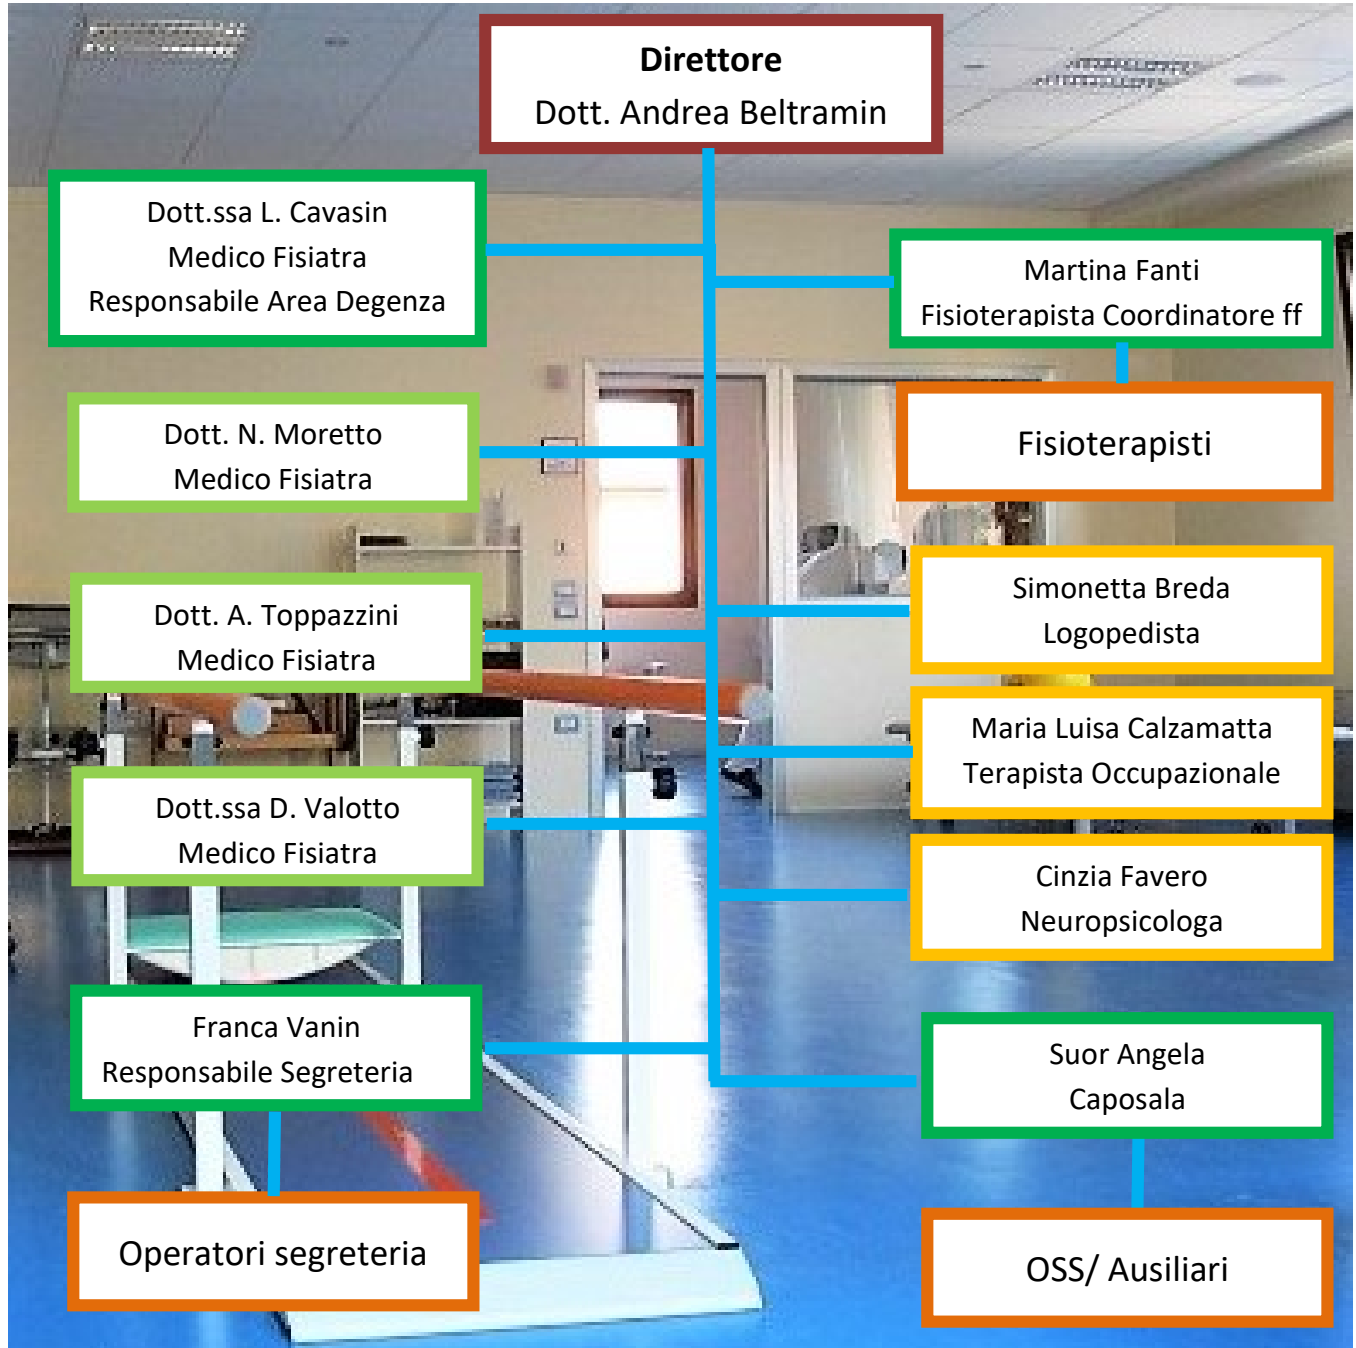 Direttore
Dott. Andrea Beltramin
Dott.ssa L. Cavasin
Medico Fisiatra
Responsabile Area Degenza
Martina Fanti
Fisioterapista Coordinatore ff
Fisioterapisti
Dott. N. Moretto
Medico Fisiatra
Dott. A. Toppazzini
Medico Fisiatra
Simonetta Breda
Logopedista
Maria Luisa Calzamatta
Terapista Occupazionale
Dott.ssa D. Valotto
Medico Fisiatra
Cinzia Favero
Neuropsicologa
Franca Vanin
Responsabile Segreteria
Suor Angela
Caposala
Operatori segreteria
OSS/ Ausiliari